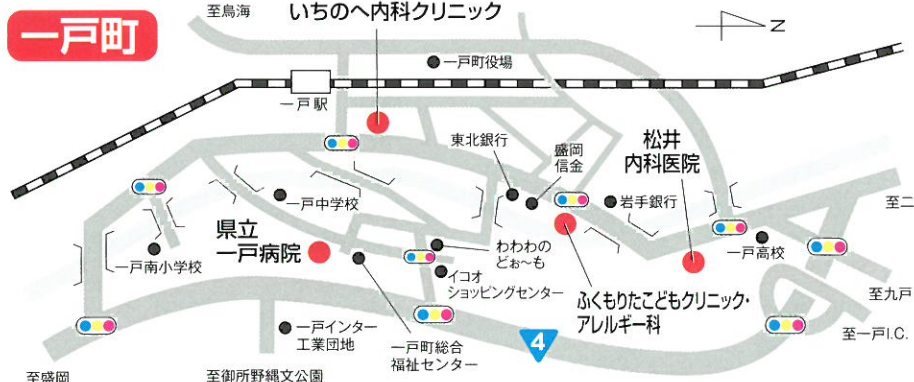 一戸町
至鳥海
いちのへ内科クリニック
N
一戸町役場
一戸駅
東北銀行
盛岡
信金
松井
内科医院
岩手銀行
至二
一戸中学校
県立
一戸病院
一戸南小学校
わわわの
どぉ〜も
イコオ
ショッピングセンター
一戸高校
ふくもりたこどもクリニック・
アレルギー科
至九戸
至一戸I.C.
一戸インター
工業団地
一戸町総合
福祉センター
4
至盛岡
至御所野縄文公園